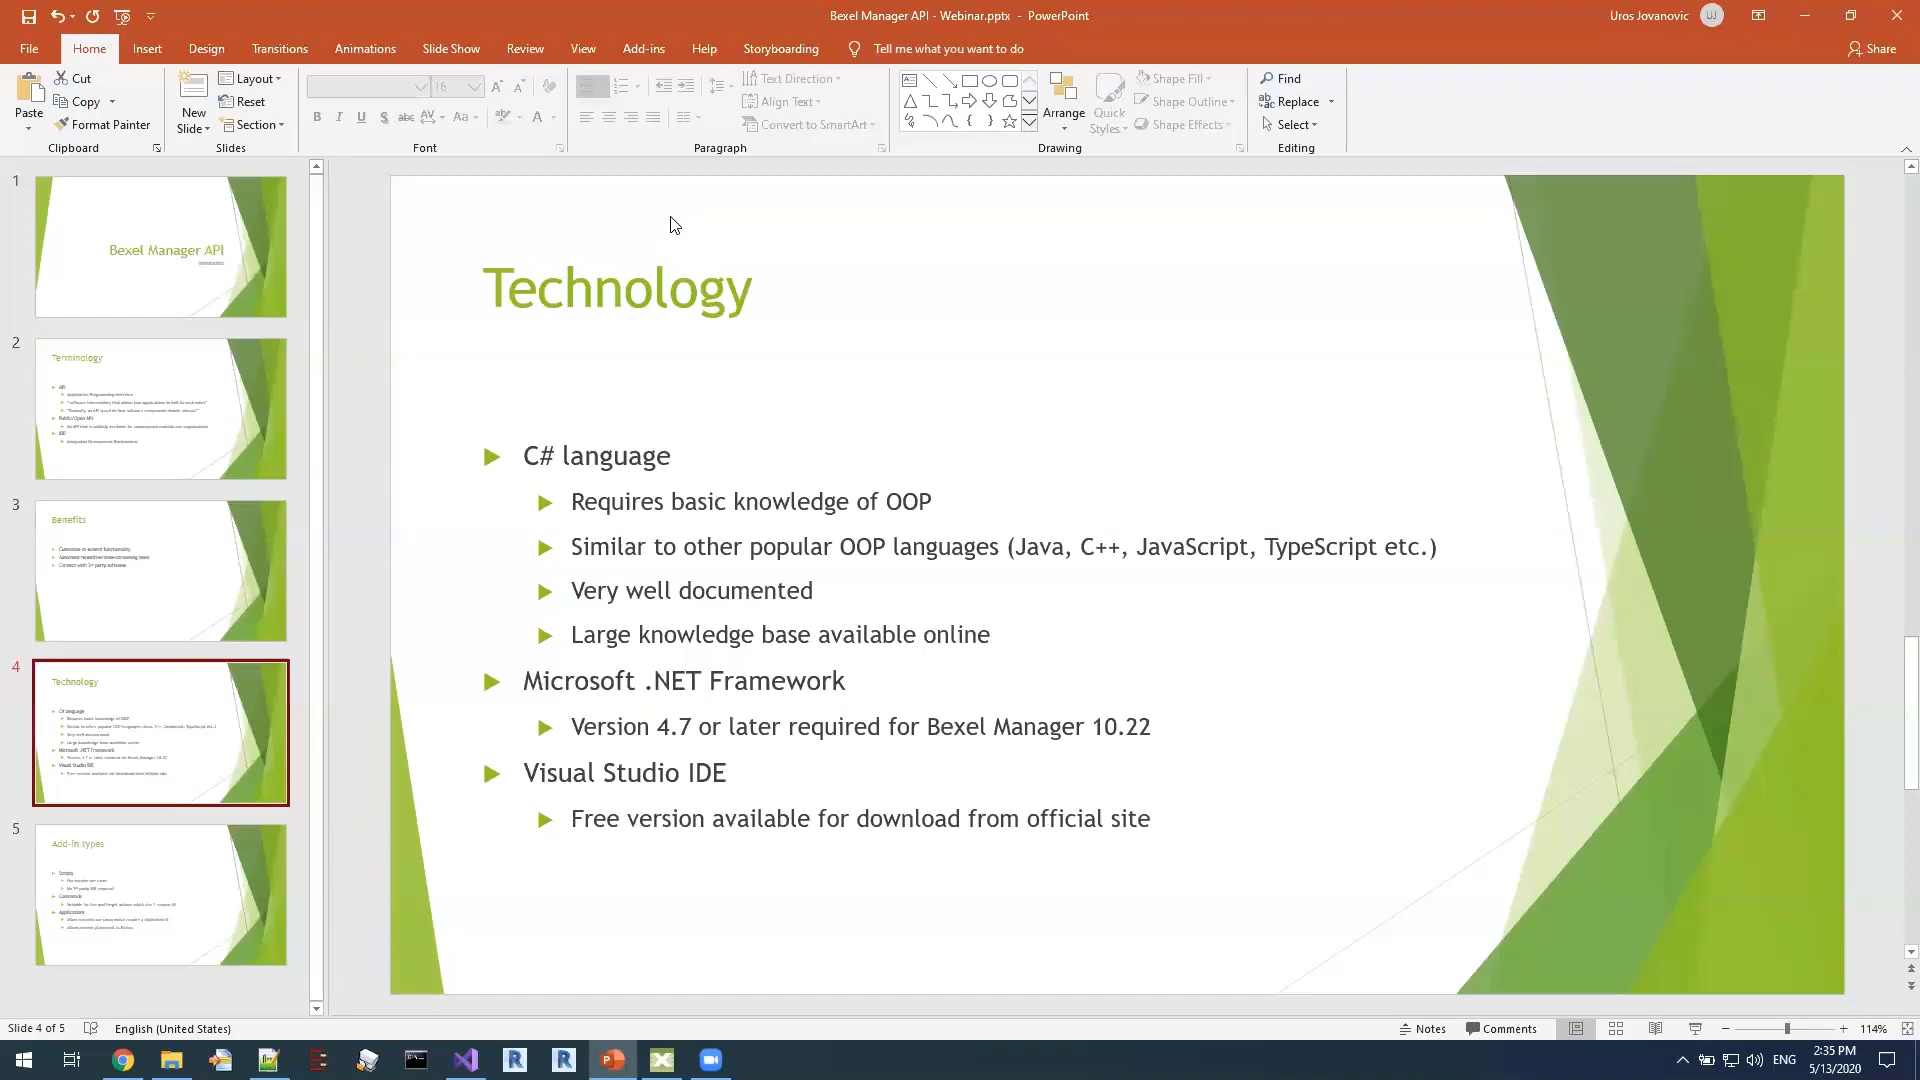 Bexel Manager API - Webinar.pptx - PowerPoint
Uros Jovanovic
UJ
File
Home
Insert
Design
Transitions
Animations
Slide Show
Review
View
Add-ins
Help
Storyboarding
Tell me what you want to do
Share
Paste
Cut
Copy
Format Painter
Clipboard
New Slide
Layout
Reset
Section
Slides
16
Font
Text Direction
Align Text
Convert to SmartArt
Paragraph
Arrange
Quick Styles
Shape Fill
Shape Outline
Shape Effects
Drawing
Find
Replace
Select
Editing
1
Bexel Manager API
2
Terminology
3
Benefits
4
Technology
5
Add-in types
Technology
C# language
Requires basic knowledge of OOP
Similar to other popular OOP languages (Java, C++, JavaScript, TypeScript etc.)
Very well documented
Large knowledge base available online
Microsoft .NET Framework
Version 4.7 or later required for Bexel Manager 10.22
Visual Studio IDE
Free version available for download from official site
Slide 4 of 5
English (United States)
Notes
Comments
114%
ENG
2:35 PM
5/13/2020